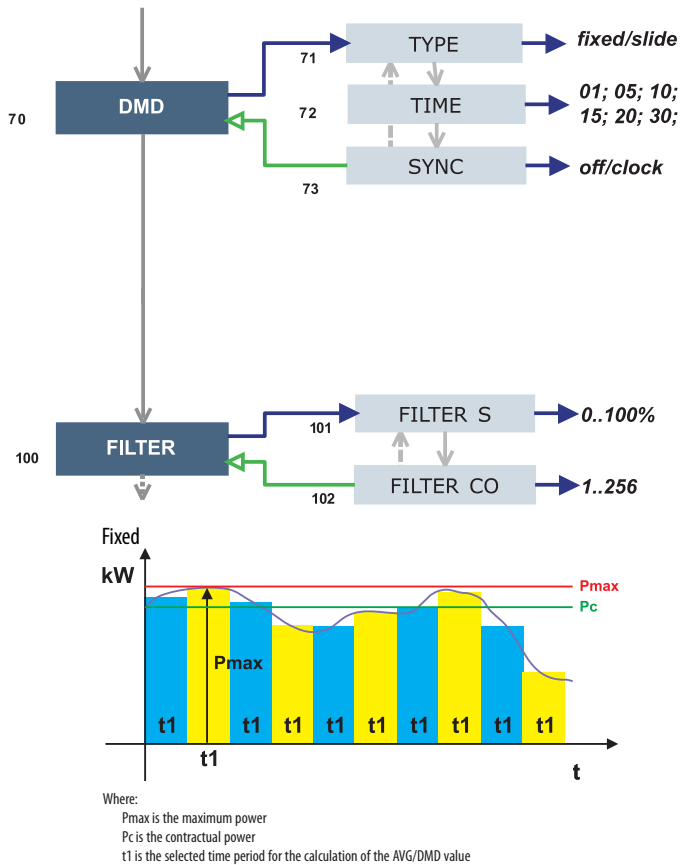 71 TYPE fixed/slide
70 DMD 72 TIME 01; 05; 10;
15; 20; 30;
73 SYNC off/clock
101 FILTER S 0..100%
100 FILTER
102 FILTER CO 1..256
Fixed
kW
Pmax
Pc
Pmax
t1 t1 t1 t1 t1 t1 t1 t1 t1
t1
t
Where:
Pmax is the maximum power
Pc is the contractual power
t1 is the selected time period for the calculation of the AVG/DMD value